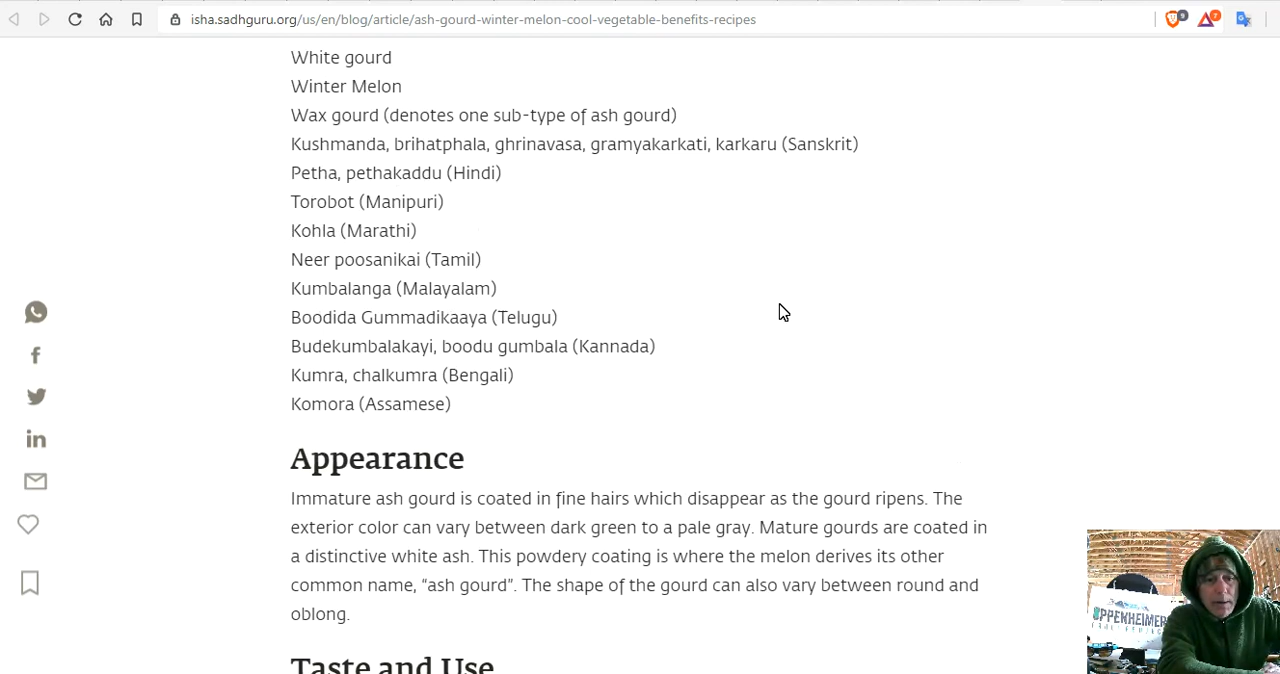 isha.sadhguru.org/us/en/blog/article/ash-gourd-winter-melon-cool-vegetable-benefits-recipes
9
7
White gourd
Winter Melon
Wax gourd (denotes one sub-type of ash gourd)
Kushmanda, brihatphala, ghrinavasa, gramyakarkati, karkaru (Sanskrit)
Petha, pethakaddu (Hindi)
Torobot (Manipuri)
Kohla (Marathi)
Neer poosanikai (Tamil)
Kumbalanga (Malayalam)
Boodida Gummadikaaya (Telugu)
Budekumbalakayi, boodu gumbala (Kannada)
Kumra, chalkumra (Bengali)
Komora (Assamese)
Appearance
Immature ash gourd is coated in fine hairs which disappear as the gourd ripens. The
exterior color can vary between dark green to a pale gray. Mature gourds are coated in
a distinctive white ash. This powdery coating is where the melon derives its other
common name, “ash gourd”. The shape of the gourd can also vary between round and
oblong.
Taste and Use
PPENHEIMER